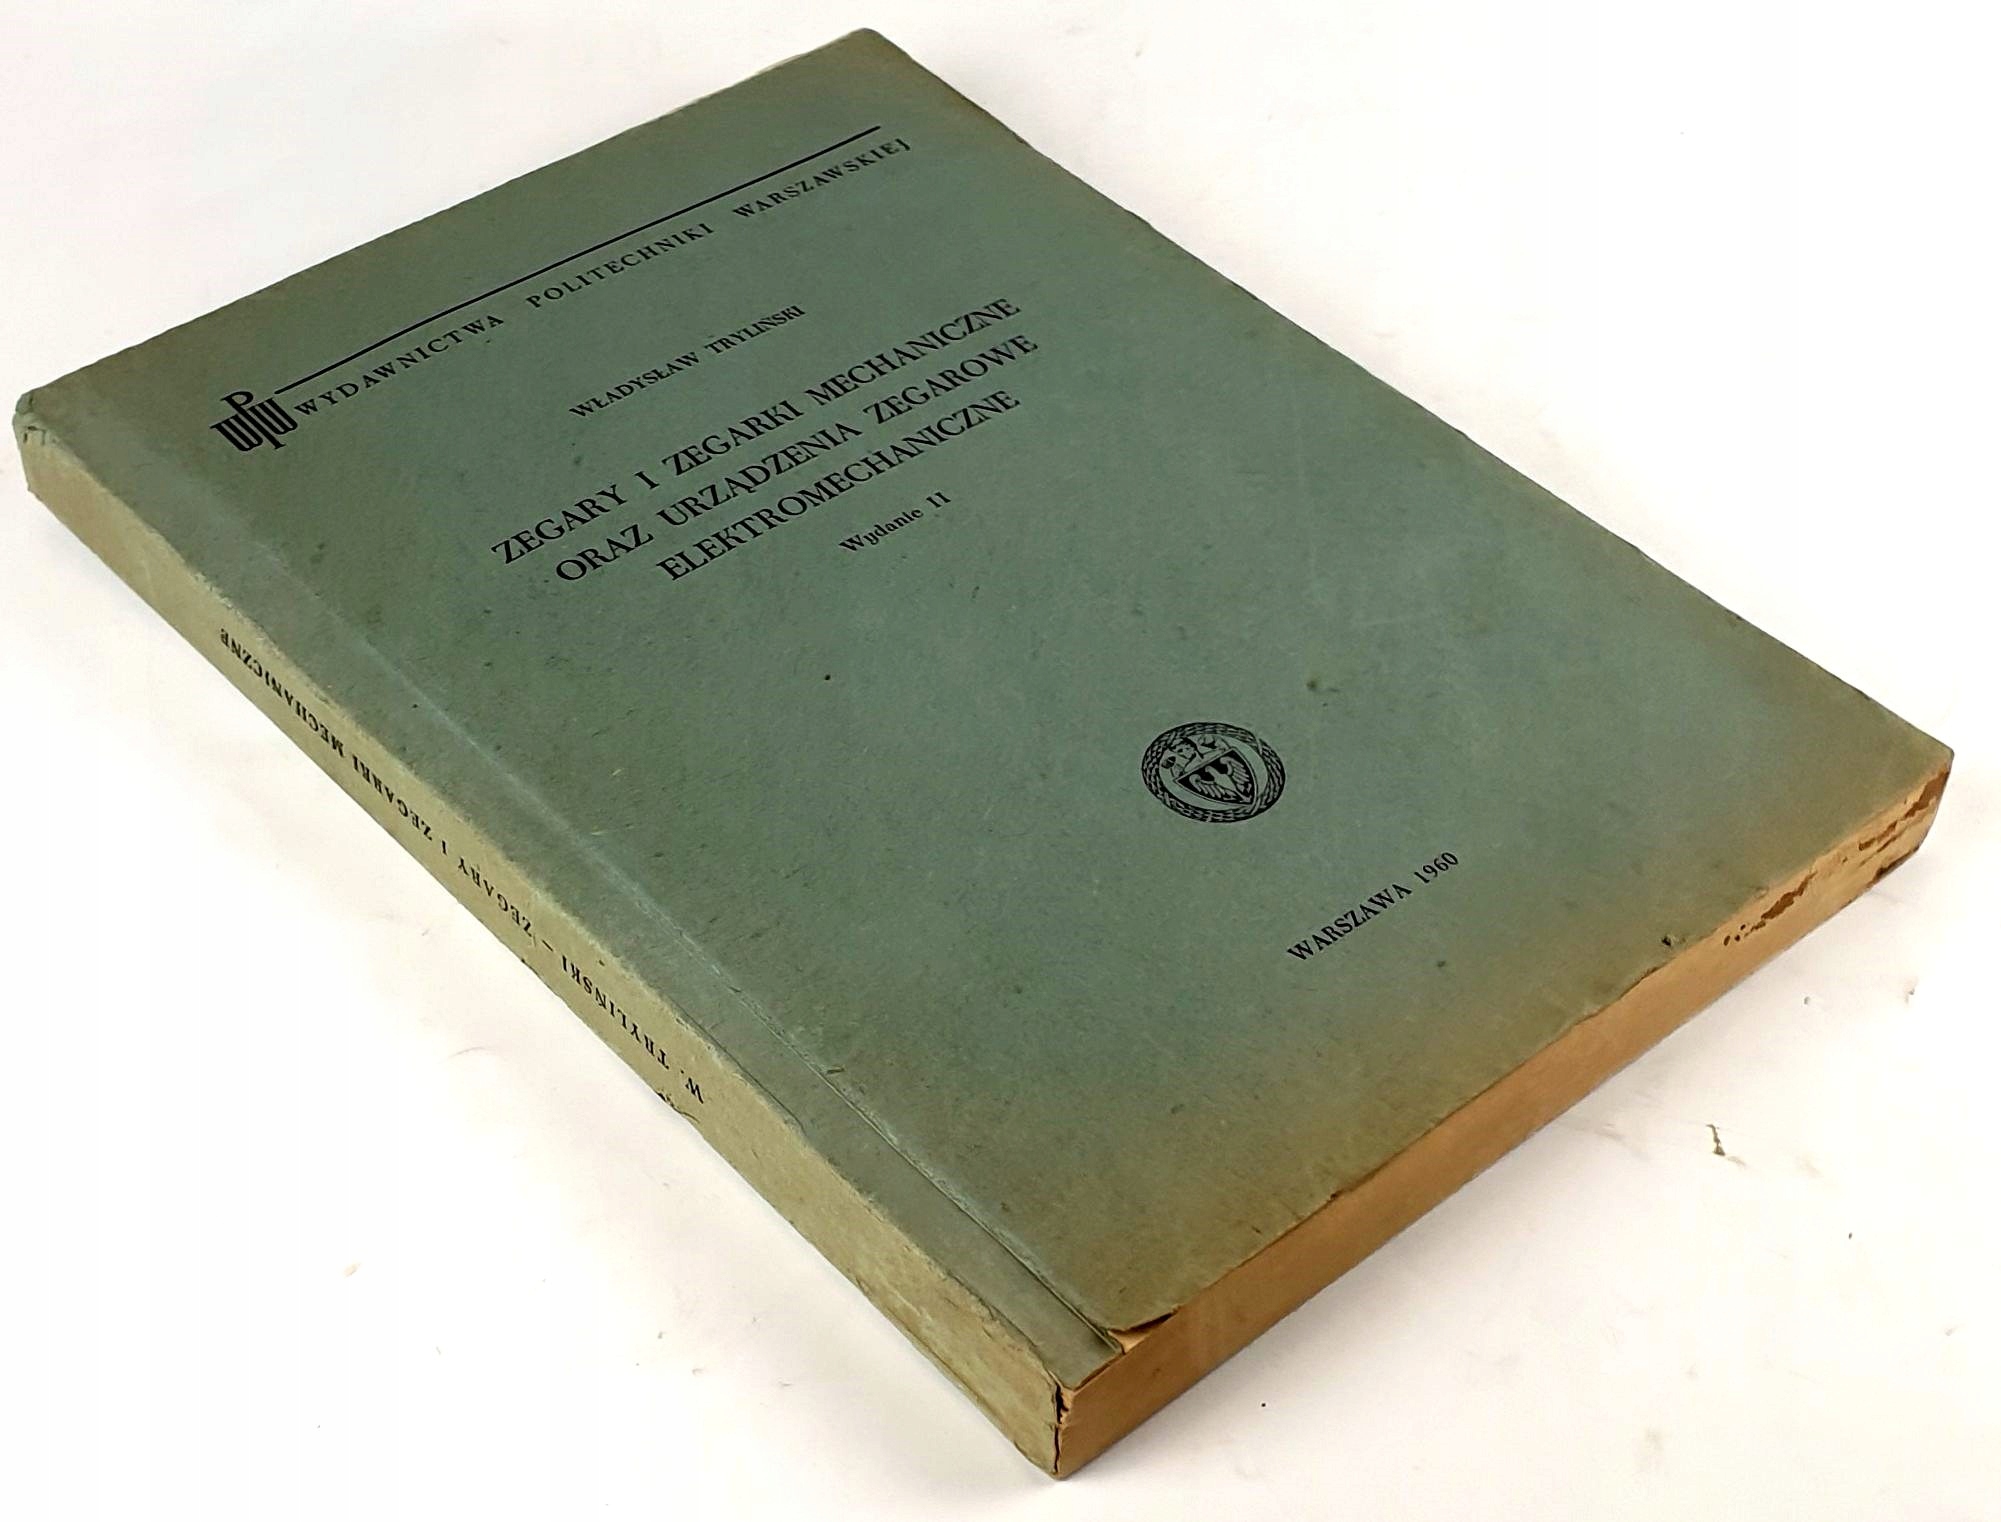 WPW WYDAWNICTWA POLITECHNIKI WARSZAWSKIEJ
WŁADYSŁAW TRYLIŃSKI
ZEGARY I ZEGARKI MECHANICZNE
ORAZ URZĄDZENIA ZEGAROWE
ELEKTROMECHANICZNE
Wydanie II
WARSZAWA 1960
W. TRYLIŃSKI – ZEGARY I ZEGARKI MECHANICZNE